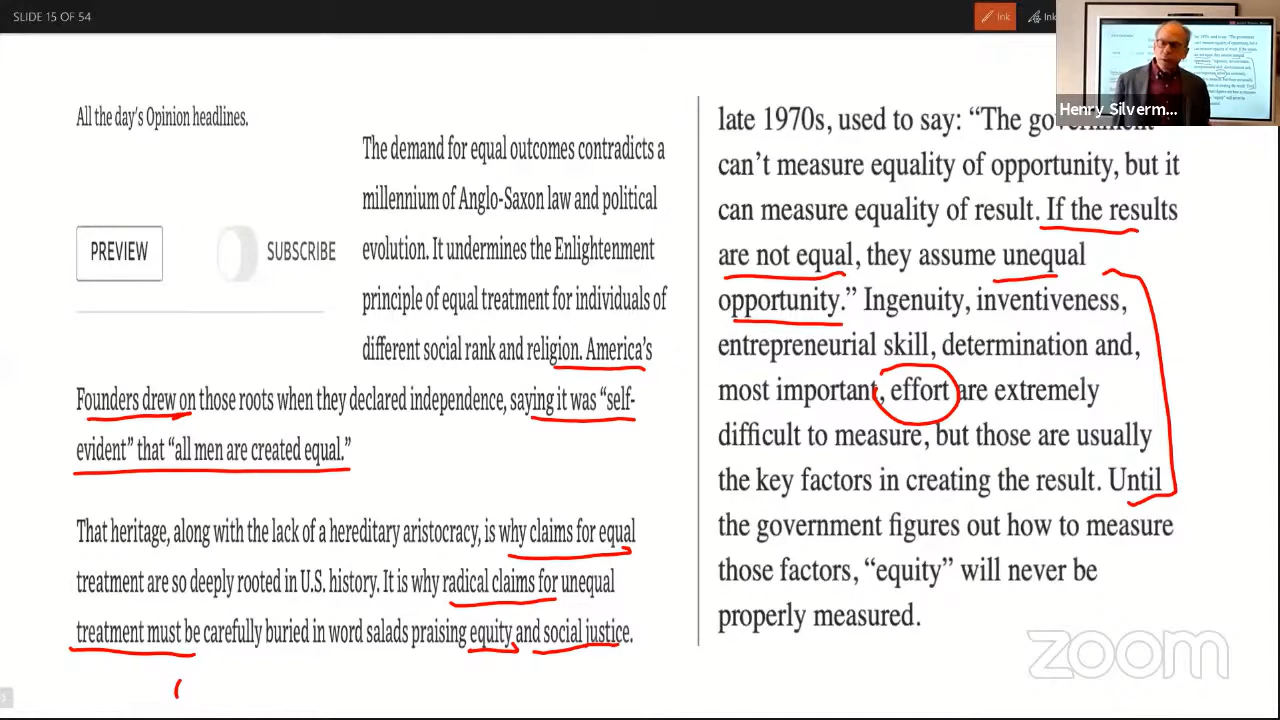 SLIDE 15 OF 54
Ink
Ink
Henry Silverm...
All the day's Opinion headlines.
PREVIEW
SUBSCRIBE
The demand for equal outcomes contradicts a
millennium of Anglo-Saxon law and political
evolution. It undermines the Enlightenment
principle of equal treatment for individuals of
different social rank and religion. America's
Founders drew on those roots when they declared independence, saying it was “self-
evident” that “all men are created equal.”
That heritage, along with the lack of a hereditary aristocracy, is why claims for equal
treatment are so deeply rooted in U.S. history. It is why radical claims for unequal
treatment must be carefully buried in word salads praising equity and social justice.
late 1970s, used to say: “The government
can't measure equality of opportunity, but it
can measure equality of result. If the results
are not equal, they assume unequal
opportunity.” Ingenuity, inventiveness,
entrepreneurial skill, determination and,
most important, effort are extremely
difficult to measure, but those are usually
the key factors in creating the result. Until
the government figures out how to measure
those factors, “equity” will never be
properly measured.
zoom